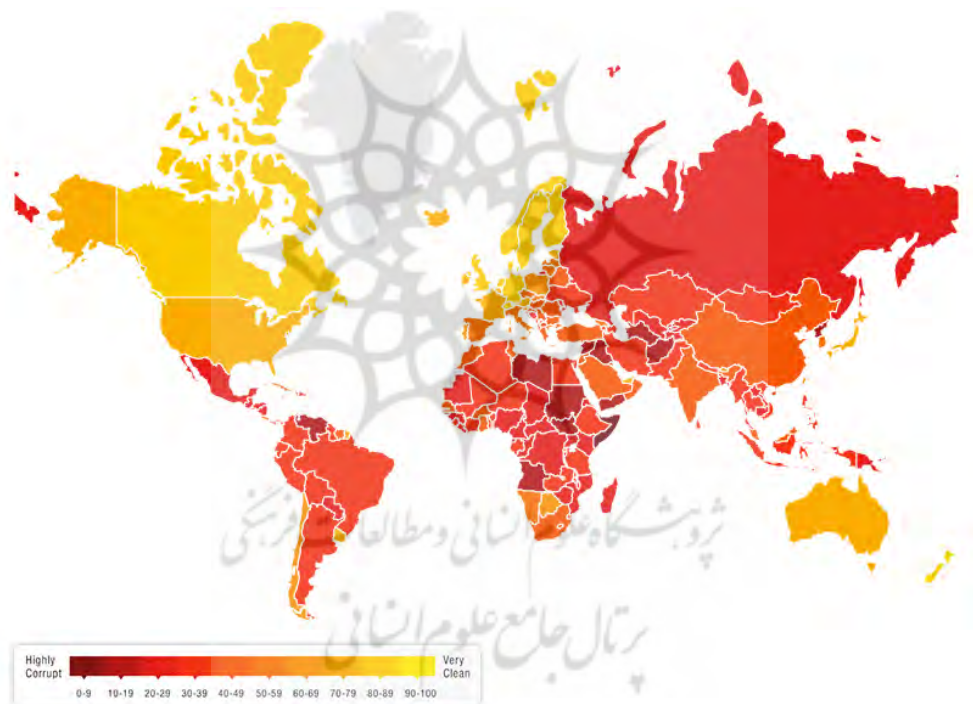 پژوهشگاه علوم انسانی و مطالعات فرهنگی
پرتال جامع علوم انسانی
Highly Corrupt
Very Clean
0-9 10-19 20-29 30-39 40-49 50-59 60-69 70-79 80-89 90-100